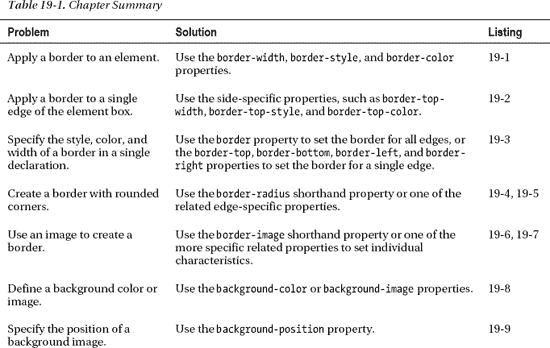 Table 19-1. Chapter Summary
Problem Solution Listing
Apply a border to an element. Use the border-width, border-style, and border-color properties. 19-1
Apply a border to a single edge of the element box. Use the side-specific properties, such as border-top-width, border-top-style, and border-top-color. 19-2
Specify the style, color, and width of a border in a single declaration. Use the border property to set the border for all edges, or the border-top, border-bottom, border-left, and border-right properties to set the border for a single edge. 19-3
Create a border with rounded corners. Use the border-radius shorthand property or one of the related edge-specific properties. 19-4, 19-5
Use an image to create a border. Use the border-image shorthand property or one of the more specific related properties to set individual characteristics. 19-6, 19-7
Define a background color or image. Use the background-color or background-image properties. 19-8
Specify the position of a background image. Use the background-position property. 19-9